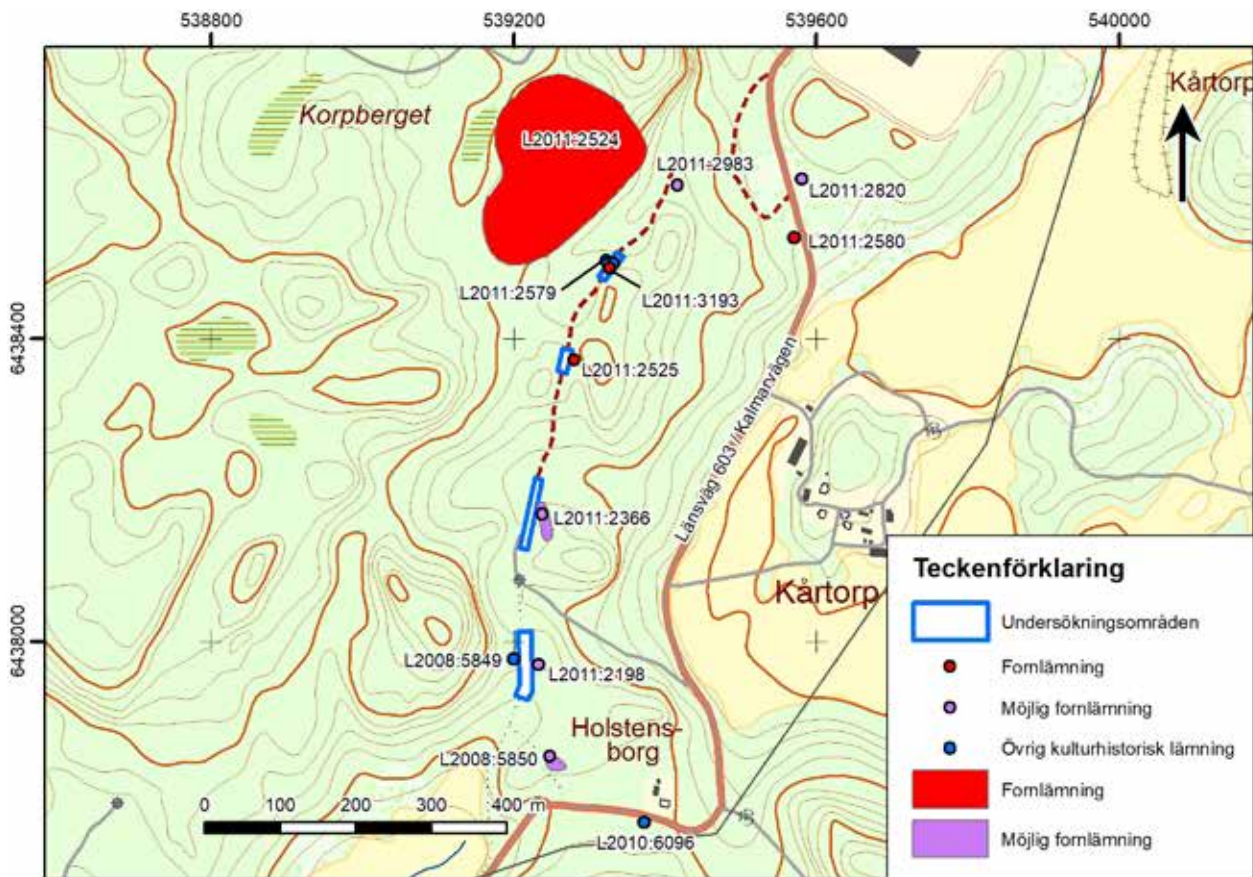 538800
539200
539600
540000
Kårtorp
Korpberget
L2011:2524
L2011:2983
L2011:2820
L2011:2580
L2011:2579
L2011:3193
6438400
L2011:2525
Länsväg 603 / Kalmarvägen
L2011:2366
Kårtorp
6438000
L2008:5849
L2011:2198
Holstens-
borg
L2008:5850
0 100 200 300 400 m
L2010:6096
Teckenförklaring
Undersökningsområden
Fornlämning
Möjlig fornlämning
Övrig kulturhistorisk lämning
Fornlämning
Möjlig fornlämning